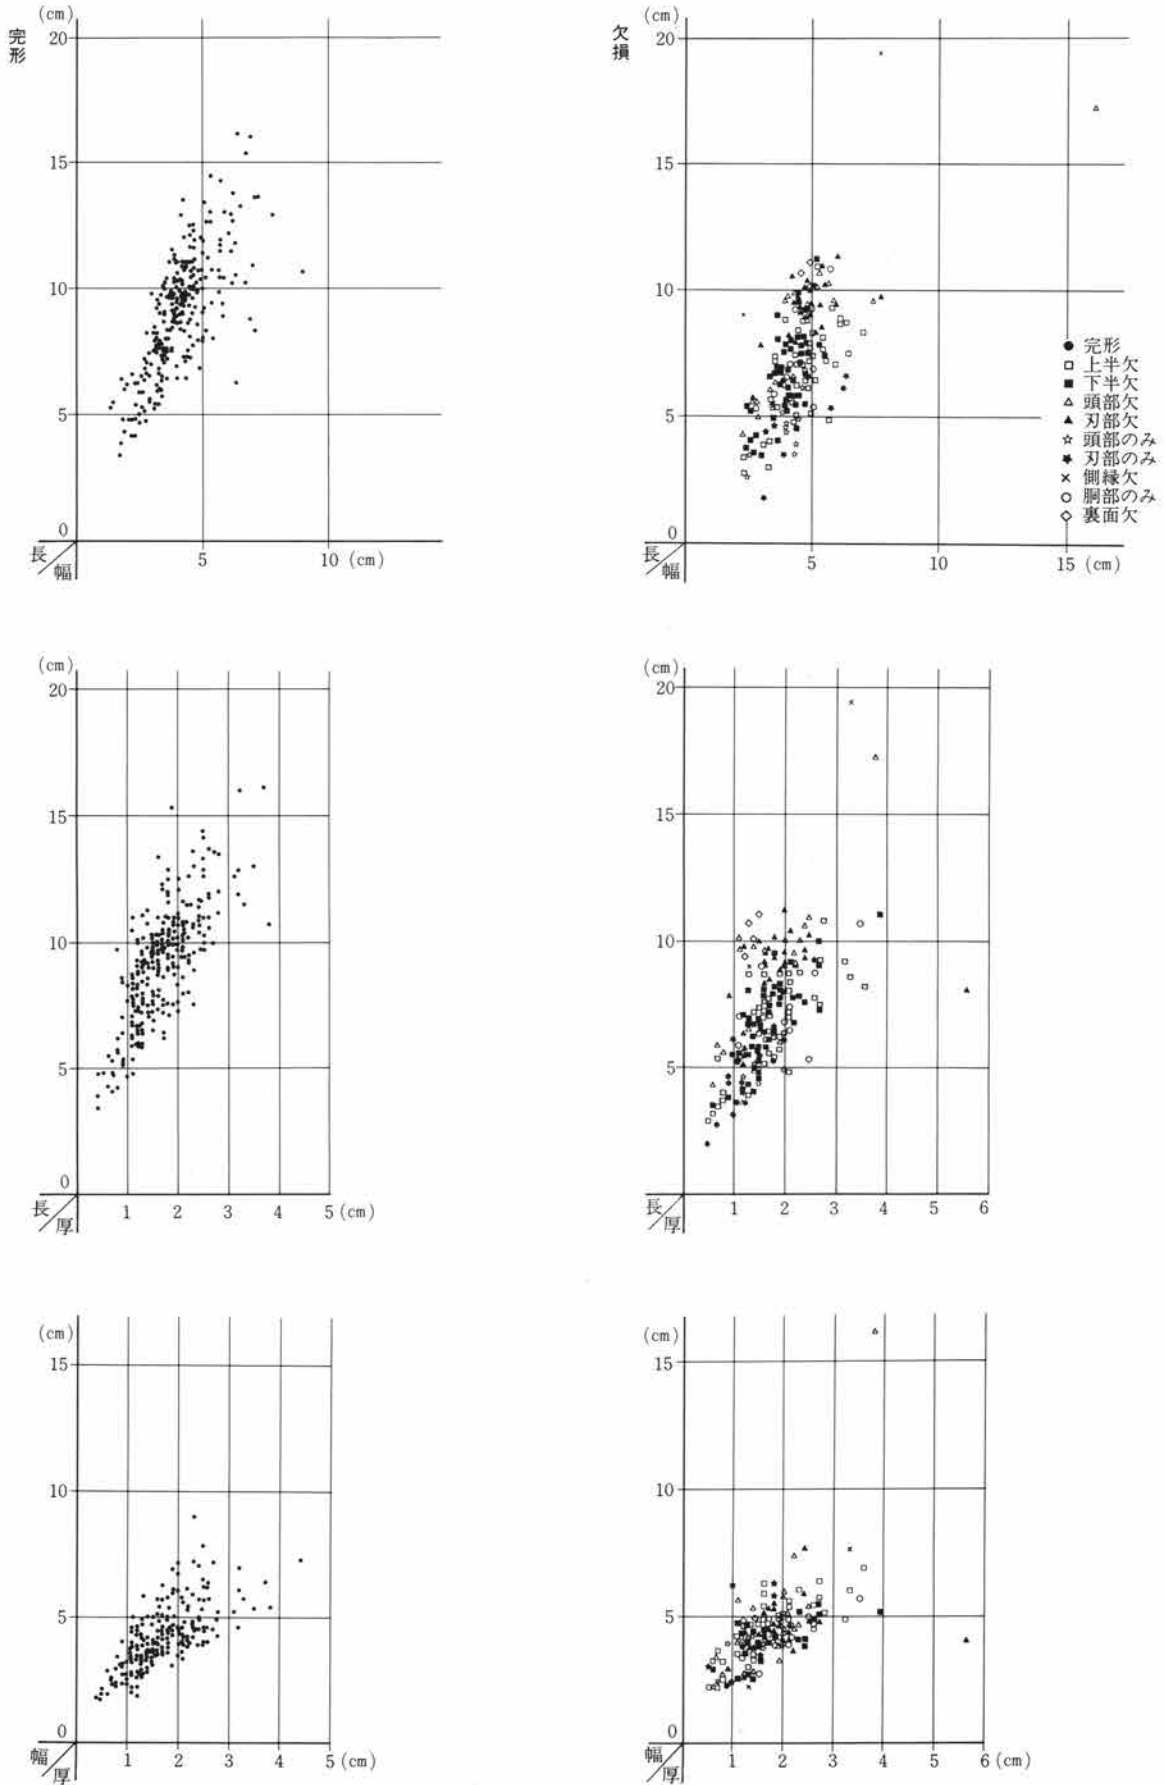 完形
(cm)
20
15
10
5
0
長/幅
5
10 (cm)
欠損
(cm)
20
15
10
5
0
長/幅
5
10
15 (cm)
● 完形
□ 上半欠
■ 下半欠
△ 頭部欠
▲ 刃部欠
☆ 頭部のみ
★ 刃部のみ
× 側縁欠
○ 胴部のみ
◇ 裏面欠
(cm)
20
15
10
5
0
長/厚
1
2
3
4
5 (cm)
(cm)
20
15
10
5
0
長/厚
1
2
3
4
5
6
(cm)
15
10
5
0
幅/厚
1
2
3
4
5 (cm)
(cm)
15
10
5
0
幅/厚
1
2
3
4
5
6 (cm)